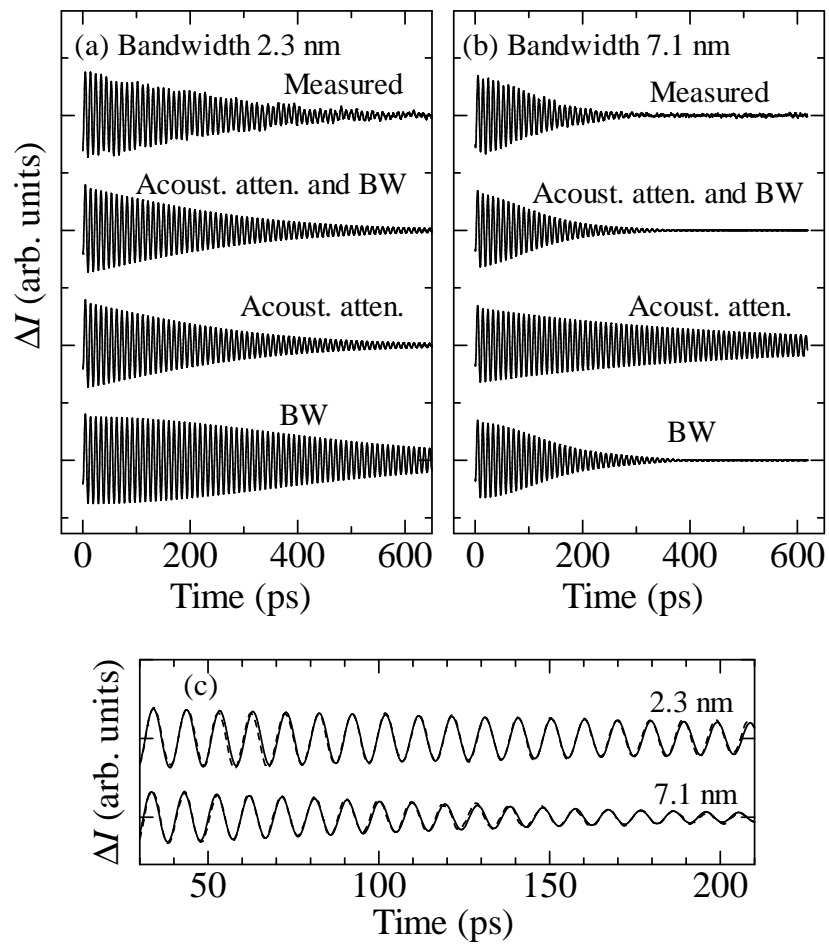 (a) Bandwidth 2.3 nm
Measured
Acoust. atten. and BW
Acoust. atten.
BW
ΔI (arb. units)
0 200 400 600
Time (ps)
(b) Bandwidth 7.1 nm
Measured
Acoust. atten. and BW
Acoust. atten.
BW
0 200 400 600
Time (ps)
(c)
2.3 nm
7.1 nm
ΔI (arb. units)
50 100 150 200
Time (ps)